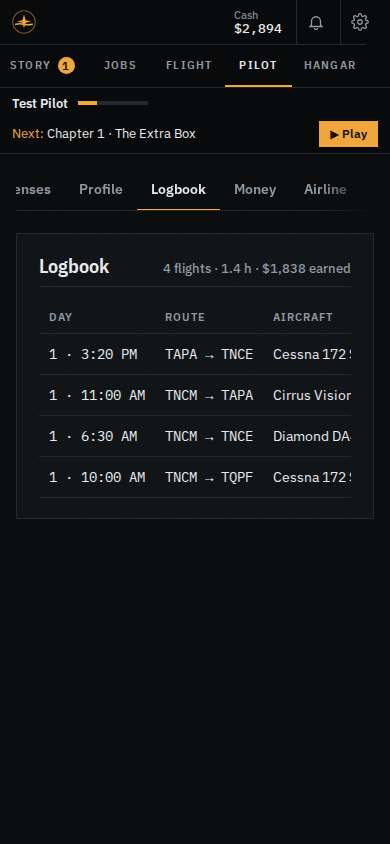 Cash
$2,894
STORY 1 JOBS FLIGHT PILOT HANGAR
Test Pilot
Next: Chapter 1 · The Extra Box
▶ Play
enses Profile Logbook Money Airline
Logbook
4 flights · 1.4 h · $1,838 earned
DAY ROUTE AIRCRAFT
1 · 3:20 PM TAPA → TNCE Cessna 172
1 · 11:00 AM TNCM → TAPA Cirrus Vision
1 · 6:30 AM TNCM → TNCE Diamond DA
1 · 10:00 AM TNCM → TQPF Cessna 172